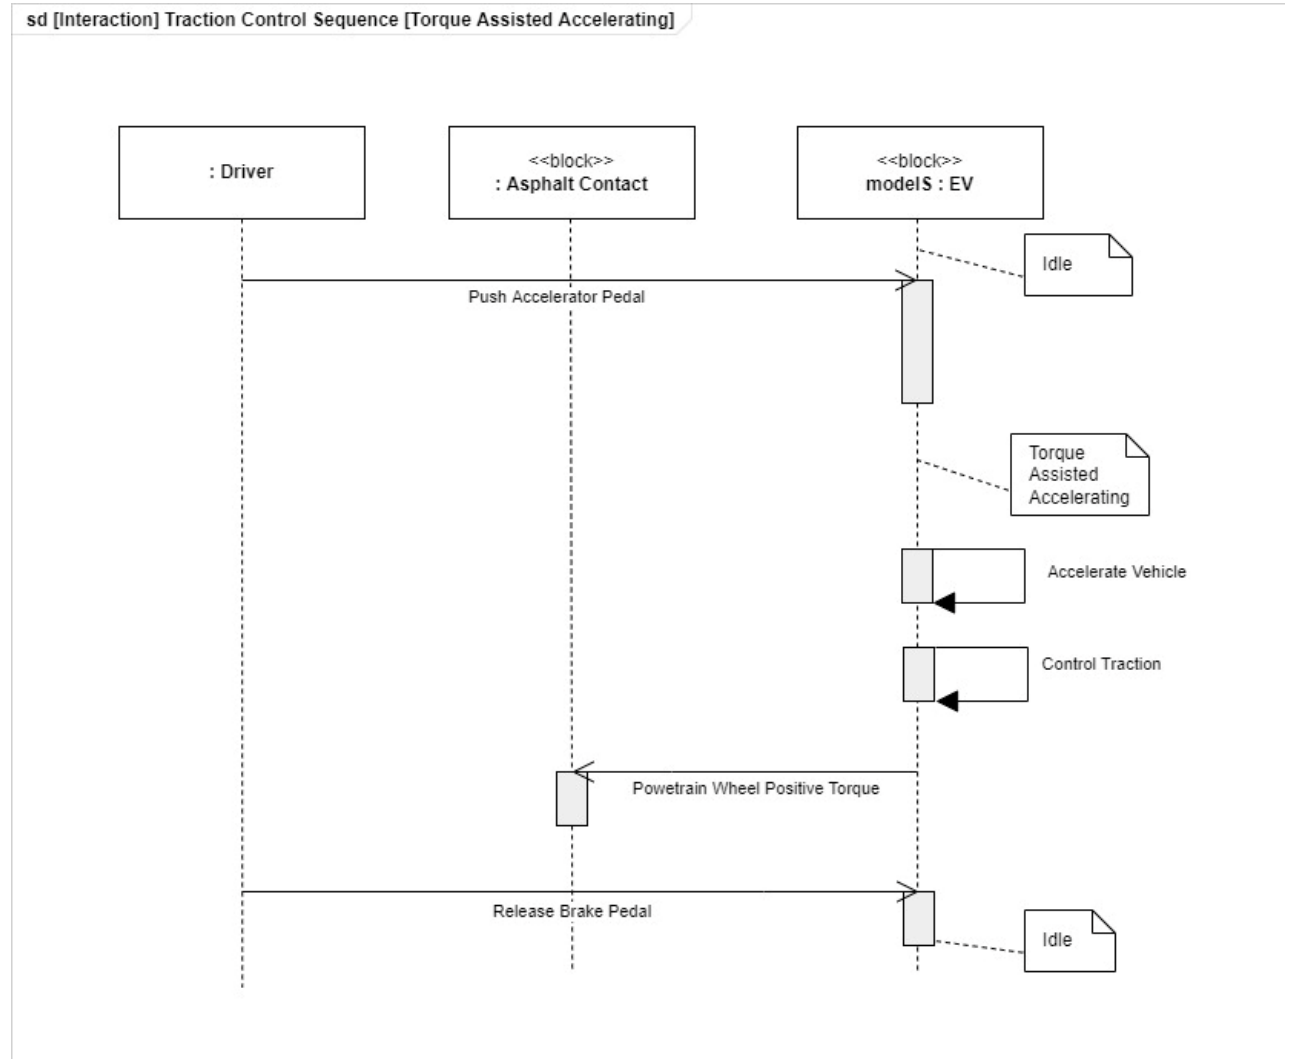 sd [Interaction] Traction Control Sequence [Torque Assisted Accelerating]
: Driver
<<block>>
: Asphalt Contact
<<block>>
modelS : EV
Idle
Push Accelerator Pedal
Torque
Assisted
Accelerating
Accelerate Vehicle
Control Traction
Powetrain Wheel Positive Torque
Release Brake Pedal
Idle